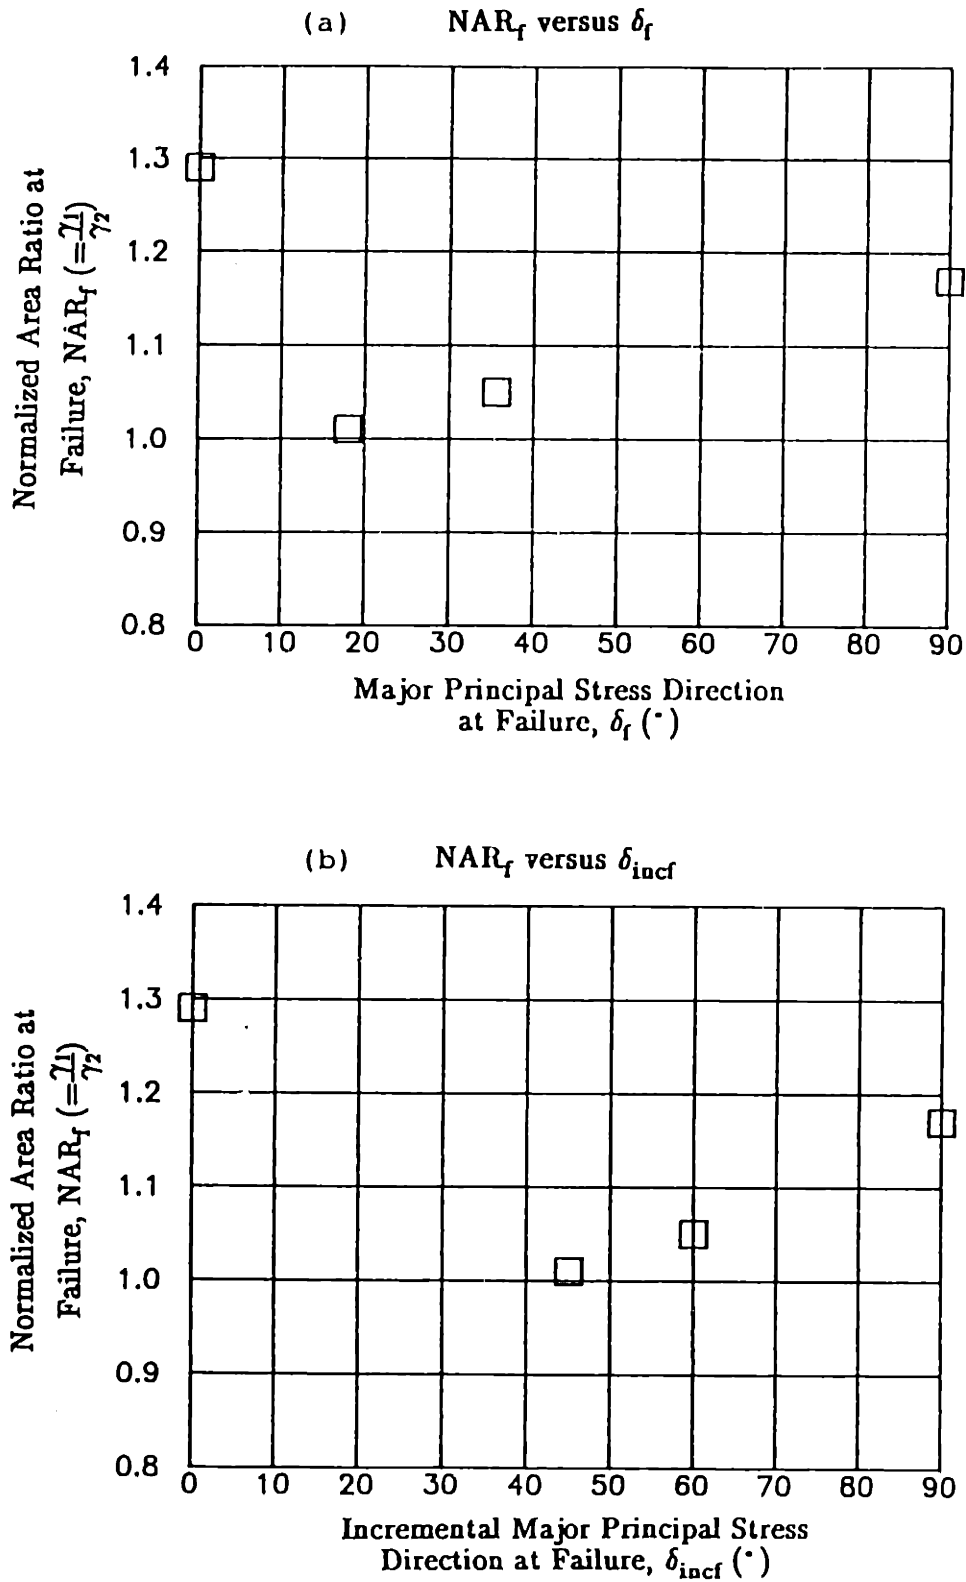 (a) NAR_f versus δ_f
1.4
1.3
1.2
1.1
1.0
0.9
0.8
Normalized Area Ratio at
Failure, NAR_f (=γ1/γ2)
0 10 20 30 40 50 60 70 80 90
Major Principal Stress Direction
at Failure, δ_f (°)
(b) NAR_f versus δ_incf
1.4
1.3
1.2
1.1
1.0
0.9
0.8
Normalized Area Ratio at
Failure, NAR_f (=γ1/γ2)
0 10 20 30 40 50 60 70 80 90
Incremental Major Principal Stress
Direction at Failure, δ_incf (°)